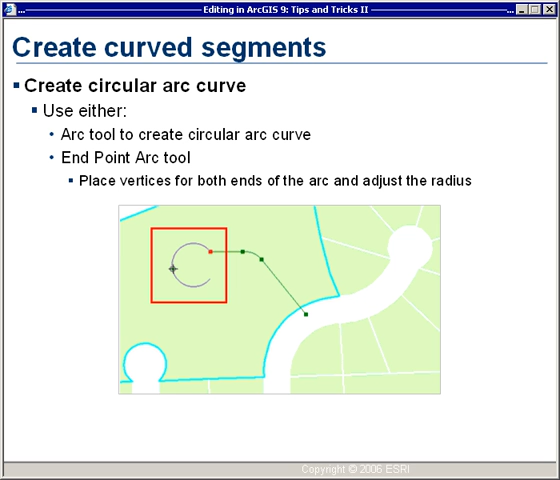 Editing in ArcGIS 9: Tips and Tricks II
Create curved segments
Create circular arc curve
Use either:
Arc tool to create circular arc curve
End Point Arc tool
Place vertices for both ends of the arc and adjust the radius
Copyright © 2006 ESRI